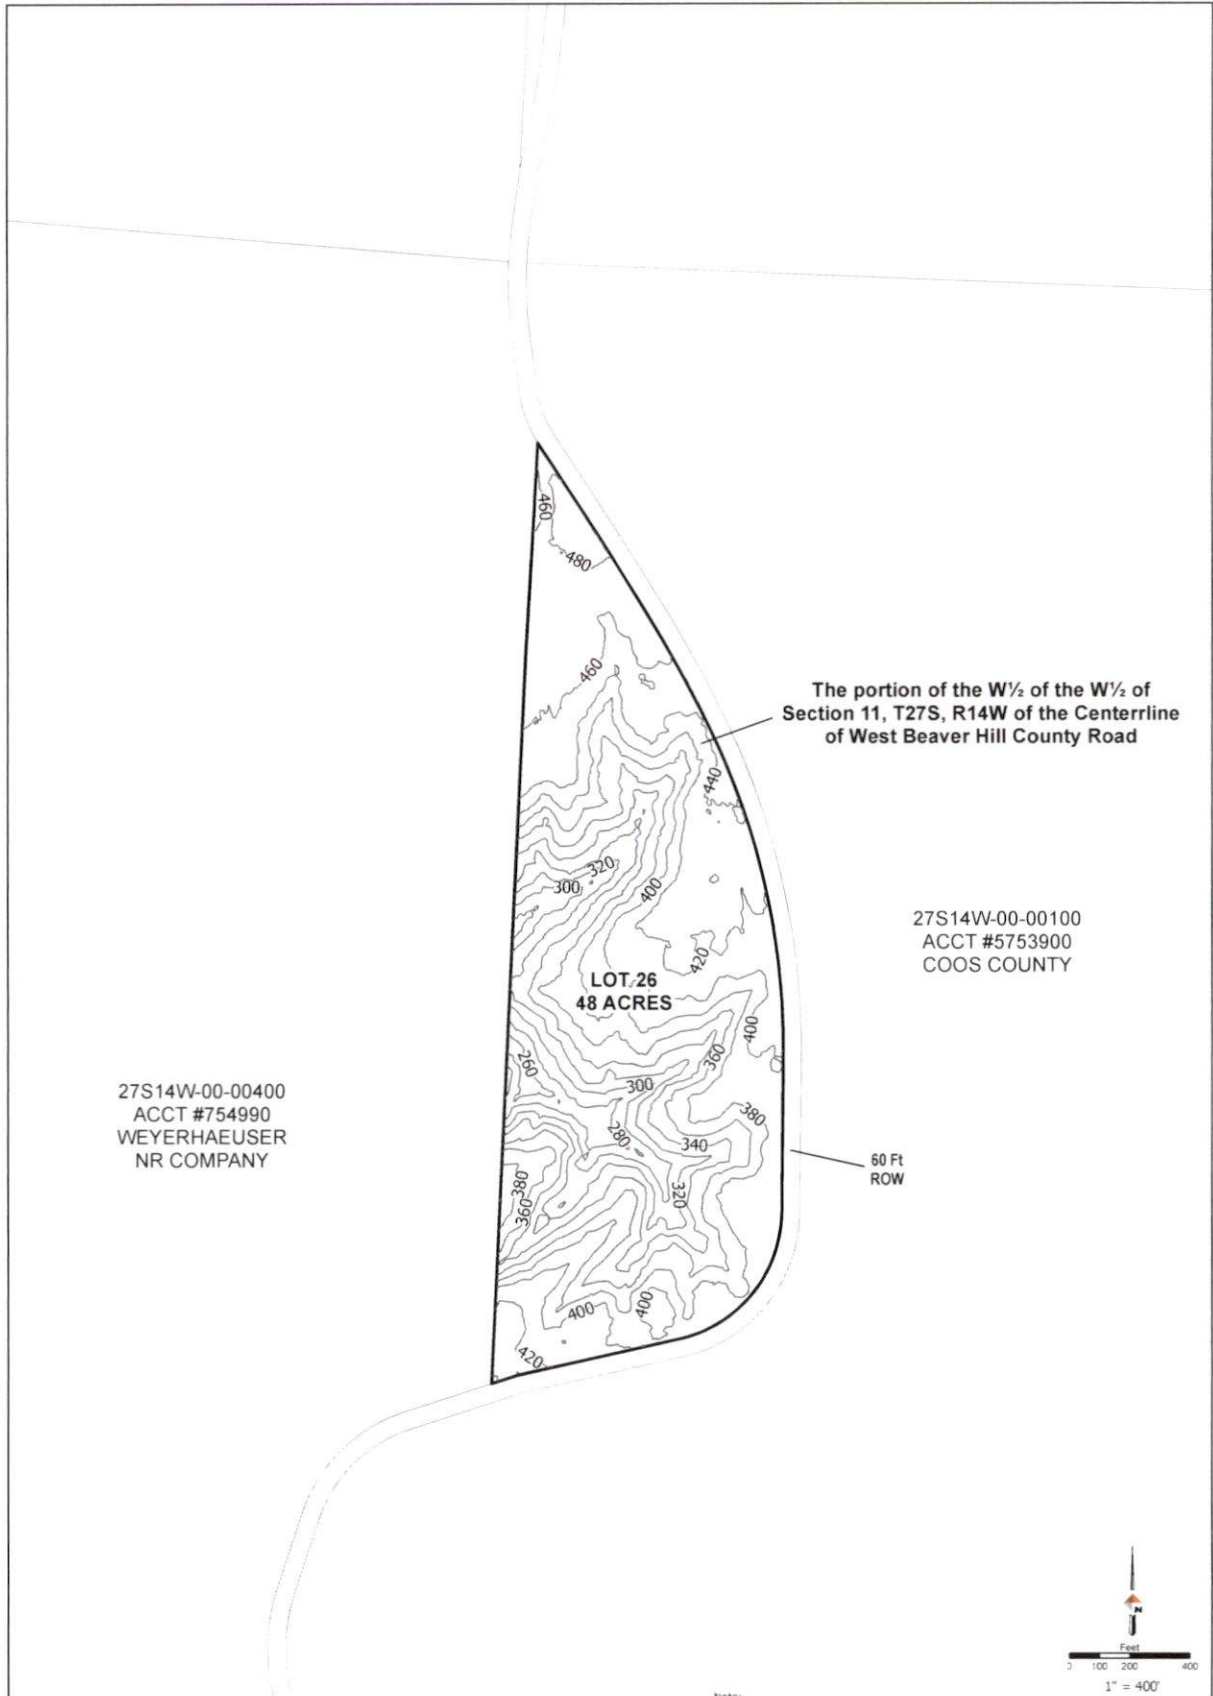 460
480
460
The portion of the W½ of the W½ of
Section 11, T27S, R14W of the Centerrline
of West Beaver Hill County Road
440
320
300
400
27S14W-00-00100
ACCT #5753900
COOS COUNTY
420
LOT 26
48 ACRES
400
360
260
300
27S14W-00-00400
ACCT #754990
WEYERHAEUSER
NR COMPANY
380
280
340
60 Ft
ROW
380
320
360
400
400
420
N
Feet
0 100 200 400
1" = 400'